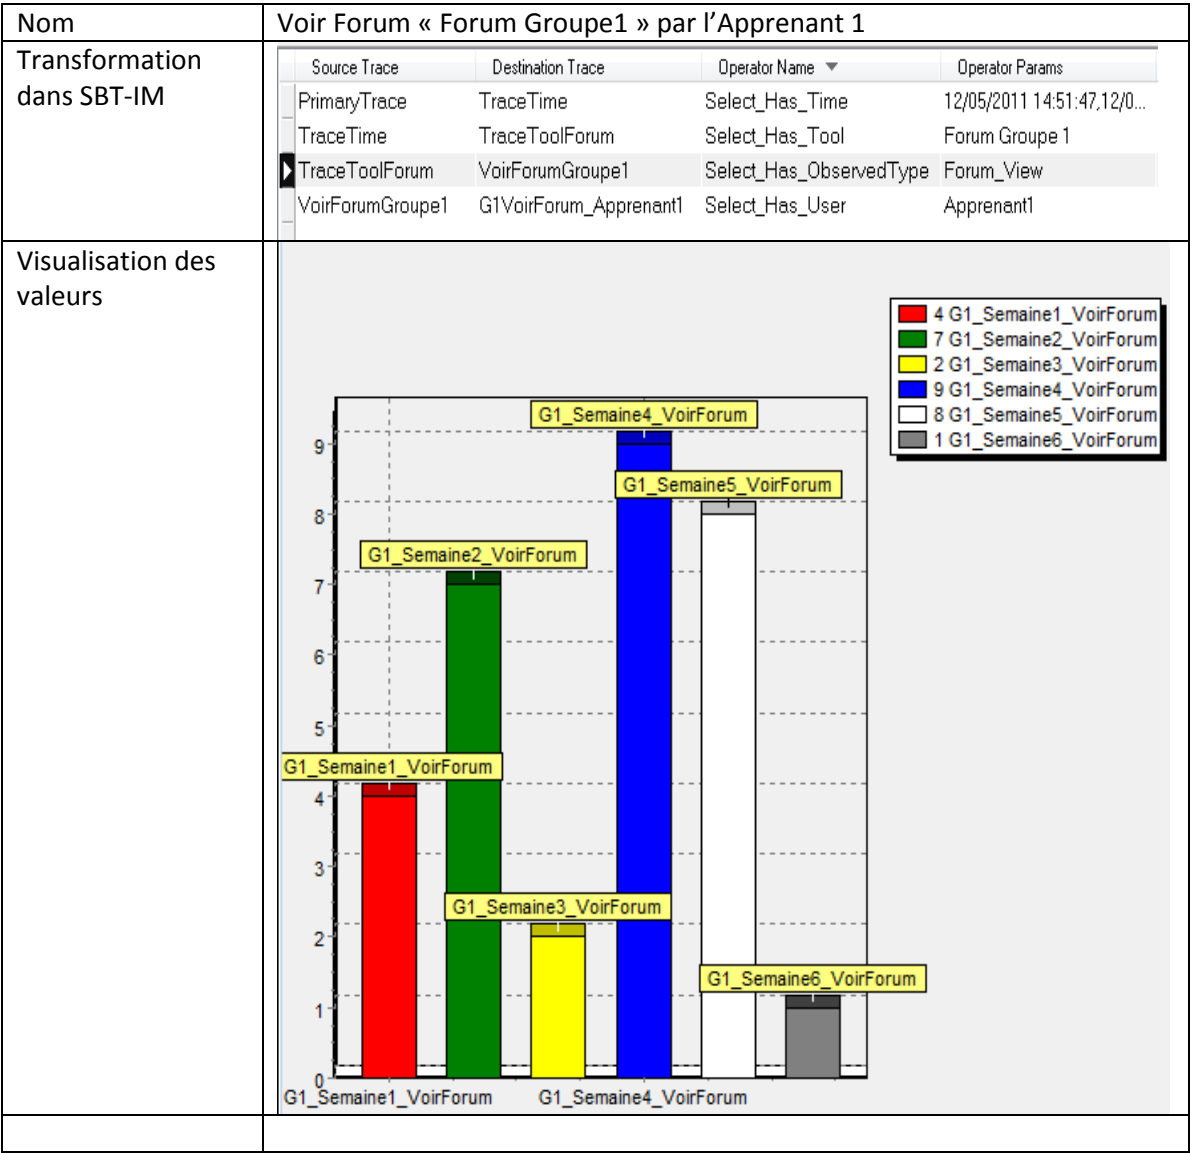 Nom
Voir Forum « Forum Groupe1 » par l’Apprenant 1
Transformation
dans SBT-IM
Source Trace Destination Trace Operator Name Operator Params
PrimaryTrace TraceTime Select_Has_Time 12/05/2011 14:51:47,12/0...
TraceTime TraceToolForum Select_Has_Tool Forum Groupe 1
TraceToolForum VoirForumGroupe1 Select_Has_ObservedType Forum_View
VoirForumGroupe1 G1VoirForum_Apprenant1 Select_Has_User Apprenant1
Visualisation des
valeurs
4 G1_Semaine1_VoirForum
7 G1_Semaine2_VoirForum
2 G1_Semaine3_VoirForum
9 G1_Semaine4_VoirForum
8 G1_Semaine5_VoirForum
1 G1_Semaine6_VoirForum
G1_Semaine4_VoirForum
9
G1_Semaine5_VoirForum
8
G1_Semaine2_VoirForum
7
6
5
G1_Semaine1_VoirForum
4
3
G1_Semaine3_VoirForum
2
G1_Semaine6_VoirForum
1
0
G1_Semaine1_VoirForum G1_Semaine4_VoirForum